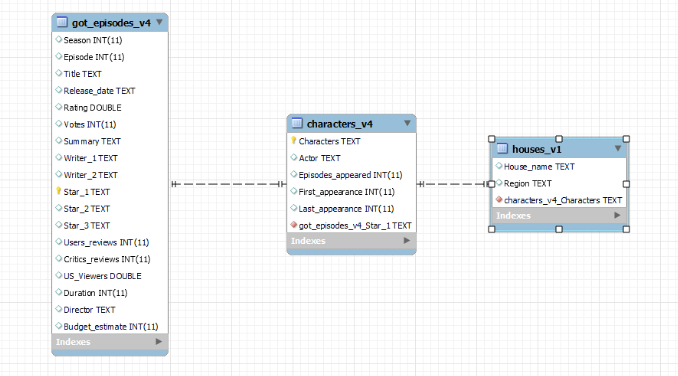 got_episodes_v4
Season INT(11)
Episode INT(11)
Title TEXT
Release_date TEXT
Rating DOUBLE
Votes INT(11)
Summary TEXT
Writer_1 TEXT
Writer_2 TEXT
Star_1 TEXT
Star_2 TEXT
Star_3 TEXT
Users_reviews INT(11)
Critics_reviews INT(11)
US_Viewers DOUBLE
Duration INT(11)
Director TEXT
Budget_estimate INT(11)
Indexes
characters_v4
Characters TEXT
Actor TEXT
Episodes_appeared INT(11)
First_appearance INT(11)
Last_appearance INT(11)
got_episodes_v4_Star_1 TEXT
Indexes
houses_v1
House_name TEXT
Region TEXT
characters_v4_Characters TEXT
Indexes